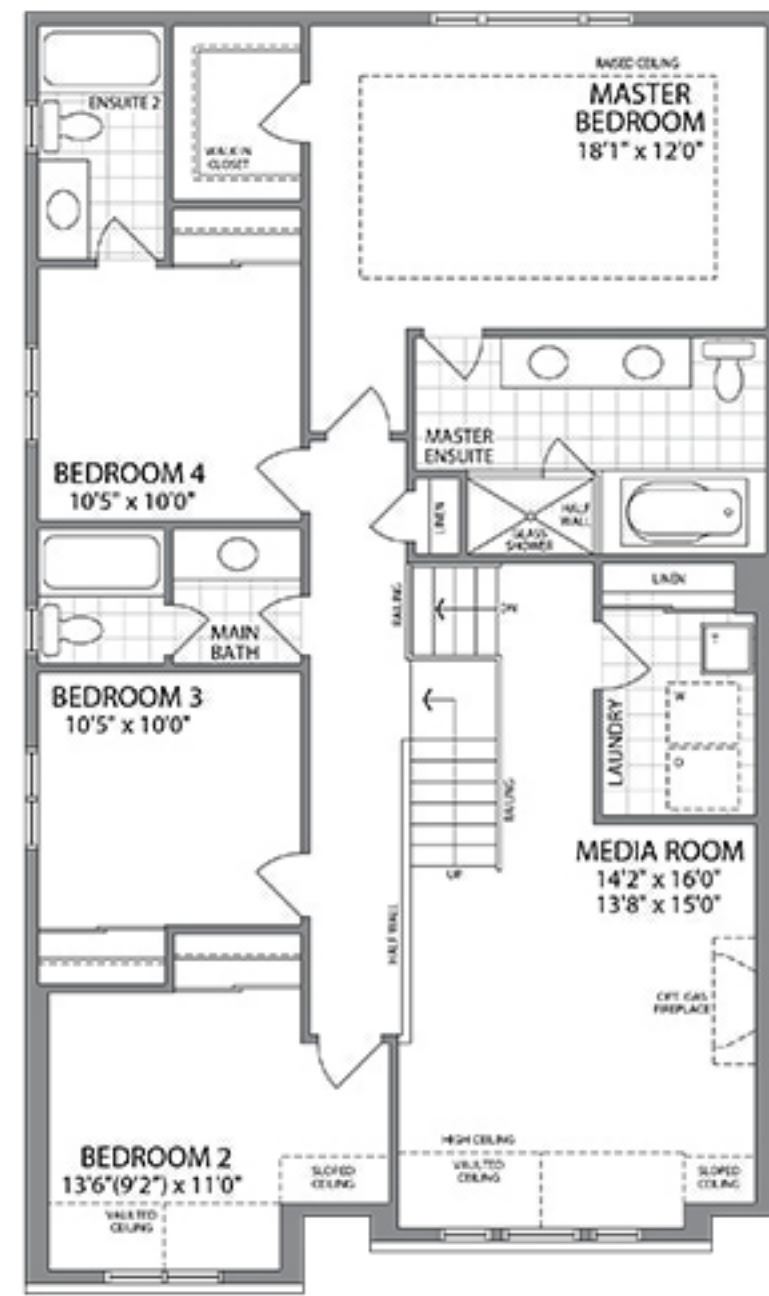 ENSUITE 2
WALK IN
CLOSET
RAISED CEILING
MASTER
BEDROOM
18'1" x 12'0"
BEDROOM 4
10'5" x 10'0"
MASTER
ENSUITE
LINEN
GLASS
SHOWER
HALF
WALL
MAIN
BATH
RAILING
DN
LINEN
LAUNDRY
T
W
D
BEDROOM 3
10'5" x 10'0"
RAILING
UP
HALF WALL
MEDIA ROOM
14'2" x 16'0"
13'8" x 15'0"
OPT. GAS
FIREPLACE
BEDROOM 2
13'6"(9'2") x 11'0"
SLOPED
CEILING
VAULTED
CEILING
HIGH CEILING
VAULTED
CEILING
SLOPED
CEILING